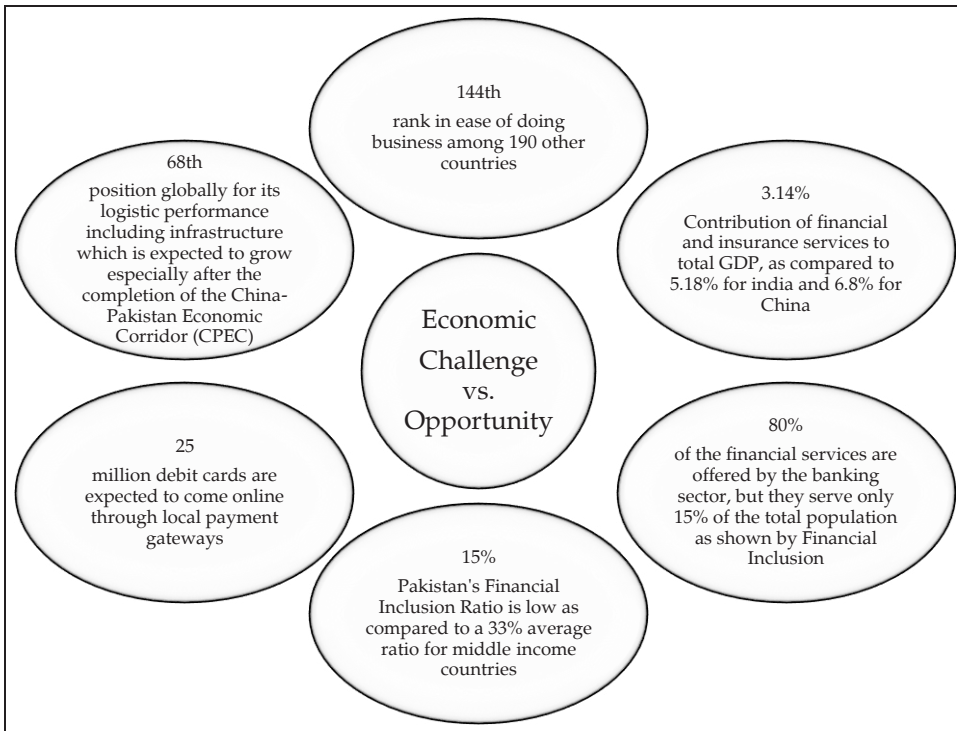 144th
rank in ease of doing
business among 190 other
countries
3.14%
Contribution of financial
and insurance services to
total GDP, as compared to
5.18% for india and 6.8% for
China
80%
of the financial services are
offered by the banking
sector, but they serve only
15% of the total population
as shown by Financial
Inclusion
15%
Pakistan's Financial
Inclusion Ratio is low as
compared to a 33% average
ratio for middle income
countries
25
million debit cards are
expected to come online
through local payment
gateways
68th
position globally for its
logistic performance
including infrastructure
which is expected to grow
especially after the
completion of the China-
Pakistan Economic
Corridor (CPEC)
Economic
Challenge
vs.
Opportunity